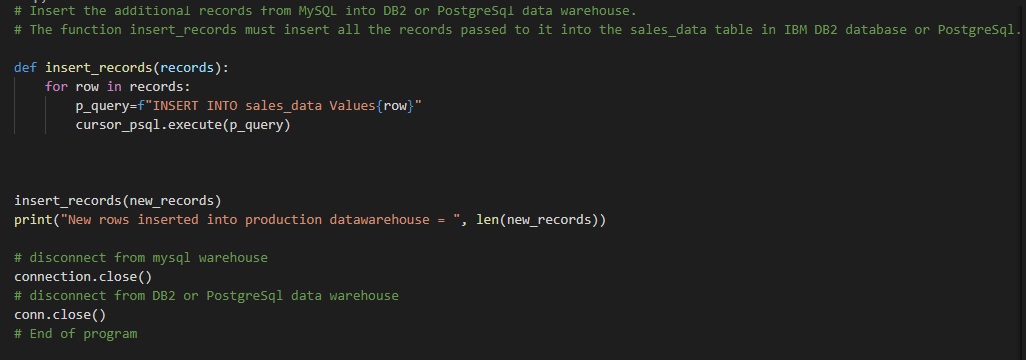 # Insert the additional records from MySQL into DB2 or PostgreSql data warehouse.
# The function insert_records must insert all the records passed to it into the sales_data table in IBM DB2 database or PostgreSql.
def insert_records(records):
    for row in records:
        p_query=f"INSERT INTO sales_data Values{row}"
        cursor_psql.execute(p_query)
insert_records(new_records)
print("New rows inserted into production datawarehouse = ", len(new_records))
# disconnect from mysql warehouse
connection.close()
# disconnect from DB2 or PostgreSql data warehouse
conn.close()
# End of program